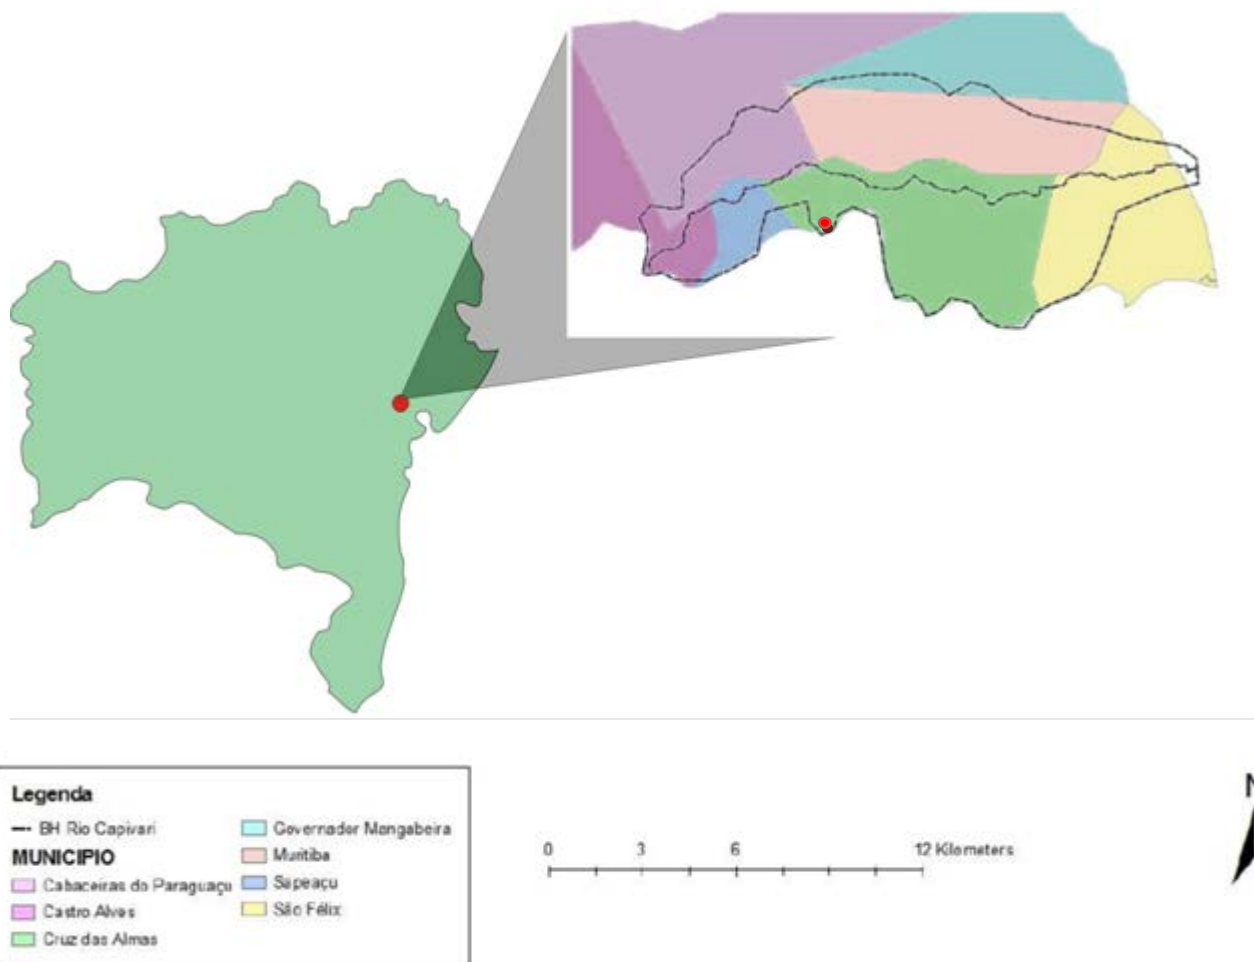 Legenda
BH Rio Capivari
MUNICIPIO
Cabaceiras do Paraguaçu
Castro Alves
Cruz das Almas
Governador Mangabeira
Muritiba
Sapeaçu
São Félix
0 3 6 12 Kilometers
N